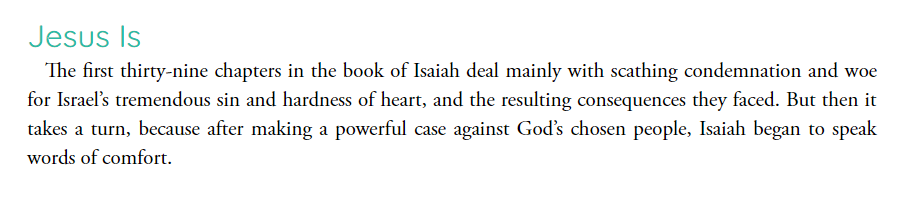 Jesus Is
The first thirty-nine chapters in the book of Isaiah deal mainly with scathing condemnation and woe
for Israel’s tremendous sin and hardness of heart, and the resulting consequences they faced. But then it
takes a turn, because after making a powerful case against God’s chosen people, Isaiah began to speak
words of comfort.